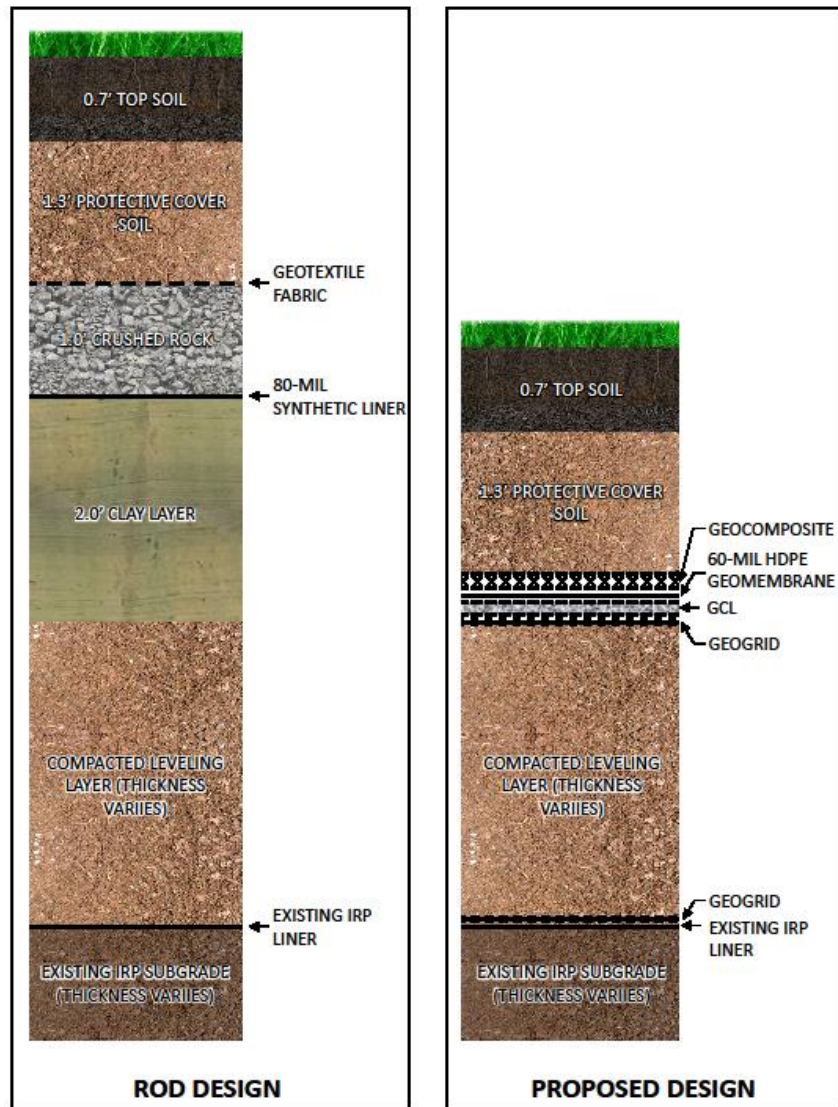 0.7' TOP SOIL
1.3' PROTECTIVE COVER
SOIL
GEOTEXTILE
FABRIC
1.0' CRUSHED ROCK
80-MIL
SYNTHETIC LINER
2.0' CLAY LAYER
COMPACTED LEVELING
LAYER (THICKNESS
VARIIES)
EXISTING IRP
LINER
EXISTING IRP SUBGRADE
(THICKNESS VARIIES)
ROD DESIGN
0.7' TOP SOIL
1.3' PROTECTIVE COVER
SOIL
GEOCOMPOSITE
60-MIL HDPE
GEOMEMBRANE
GCL
GEOGRID
COMPACTED LEVELING
LAYER (THICKNESS
VARIIES)
GEOGRID
EXISTING IRP
LINER
EXISTING IRP SUBGRADE
(THICKNESS VARIIES)
PROPOSED DESIGN